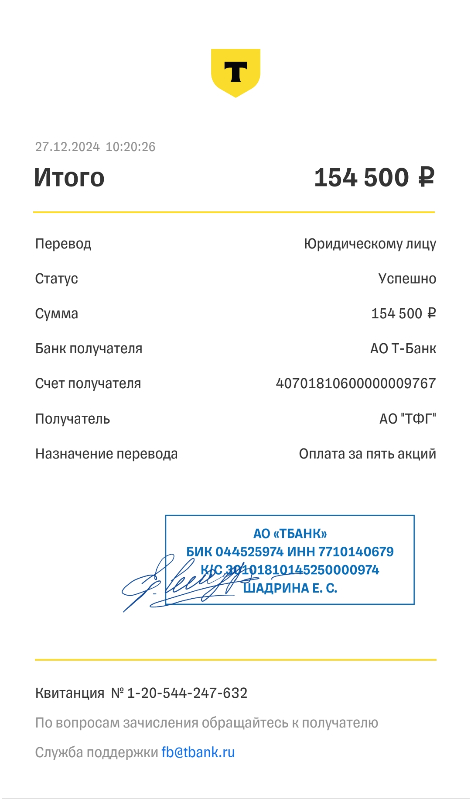 Т
27.12.2024 10:20:26
Итого 154 500 ₽
Перевод Юридическому лицу
Статус Успешно
Сумма 154 500 ₽
Банк получателя АО Т-Банк
Счет получателя 40701810600000009767
Получатель АО "ТФГ"
Назначение перевода Оплата за пять акций
АО «ТБАНК»
БИК 044525974 ИНН 7710140679
К/С 30101810145250000974
ШАДРИНА Е. С.
Квитанция № 1-20-544-247-632
По вопросам зачисления обращайтесь к получателю
Служба поддержки fb@tbank.ru